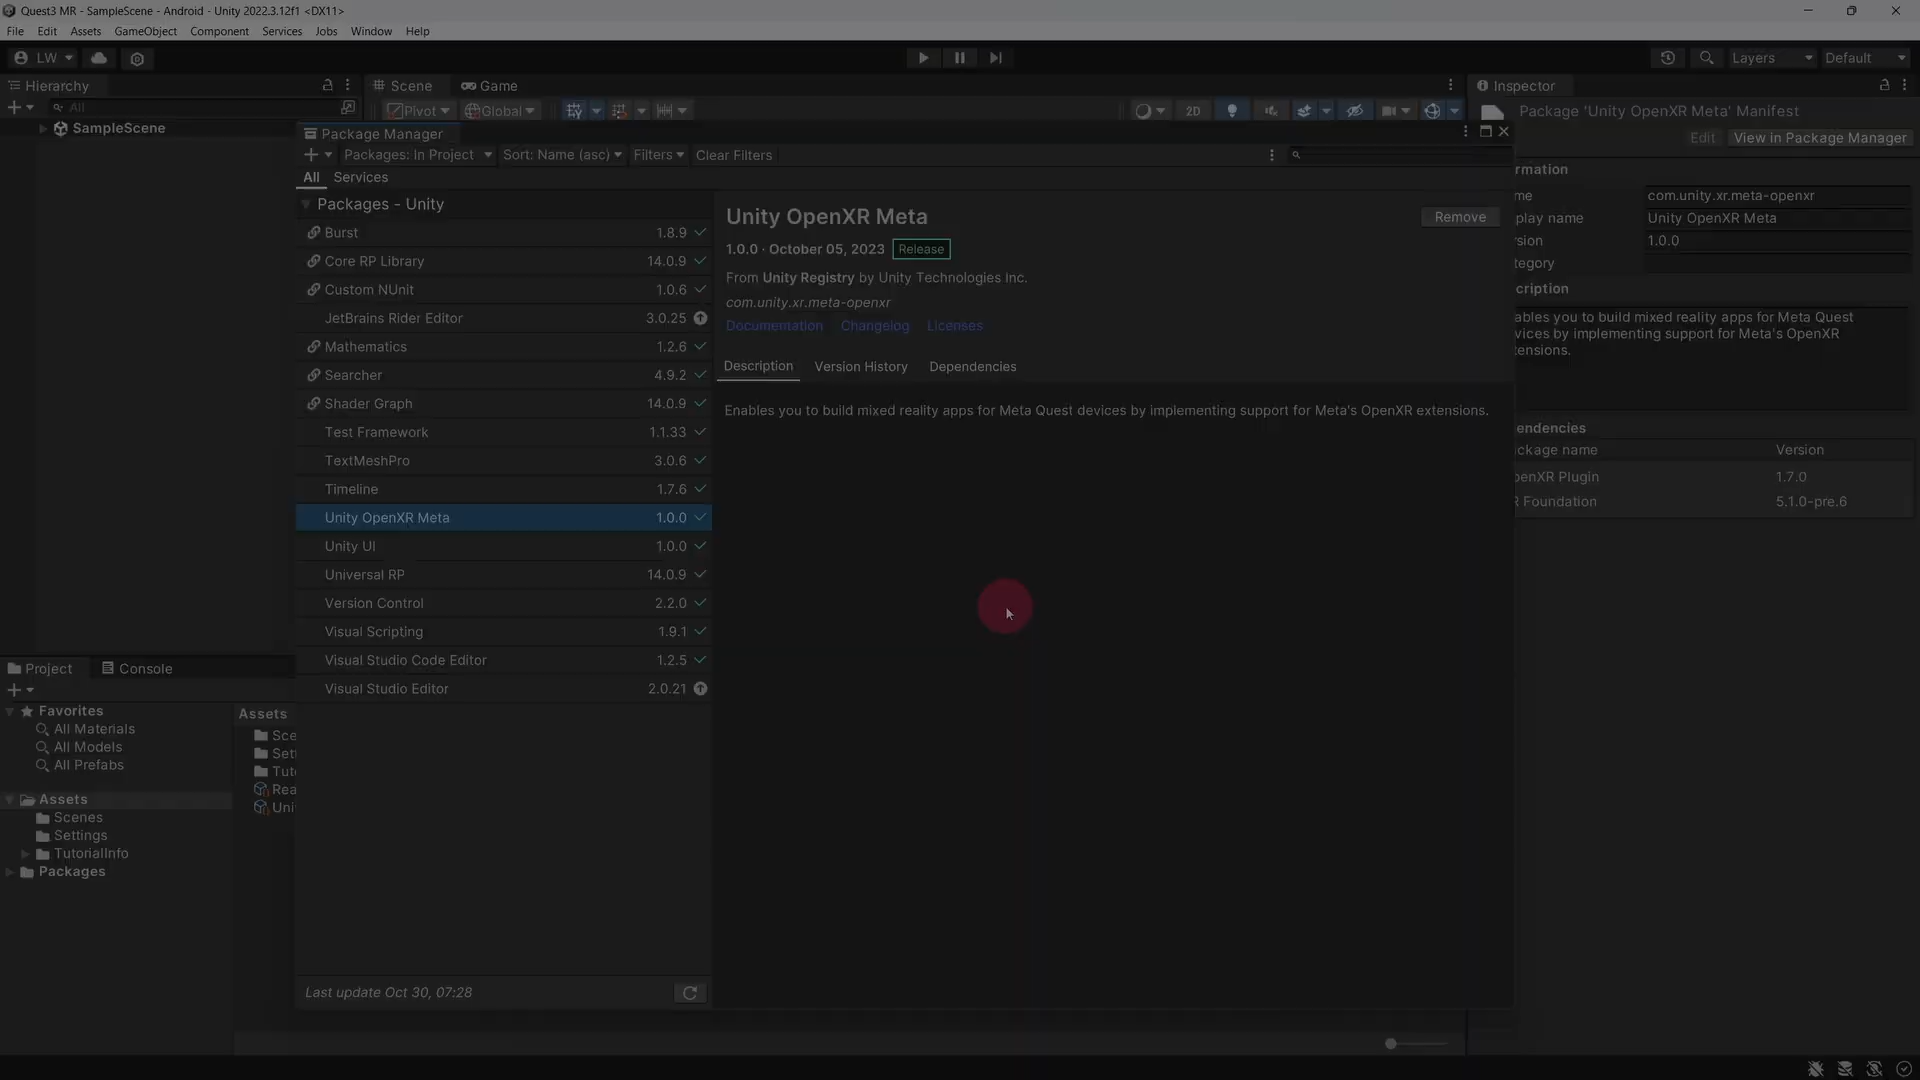 Quest3 MR - SampleScene - Android - Unity 2022.3.12f1 <DX11>
File Edit Assets GameObject Component Services Jobs Window Help
LW
Layers
Default
Hierarchy
All
SampleScene
Scene
Game
Pivot
Global
2D
Package Manager
Packages: In Project
Sort: Name (asc)
Filters
Clear Filters
All
Services
Packages - Unity
Burst 1.8.9
Core RP Library 14.0.9
Custom NUnit 1.0.6
JetBrains Rider Editor 3.0.25
Mathematics 1.2.6
Searcher 4.9.2
Shader Graph 14.0.9
Test Framework 1.1.33
TextMeshPro 3.0.6
Timeline 1.7.6
Unity OpenXR Meta 1.0.0
Unity UI 1.0.0
Universal RP 14.0.9
Version Control 2.2.0
Visual Scripting 1.9.1
Visual Studio Code Editor 1.2.5
Visual Studio Editor 2.0.21
Last update Oct 30, 07:28
Unity OpenXR Meta
Remove
1.0.0 · October 05, 2023 Release
From Unity Registry by Unity Technologies Inc.
com.unity.xr.meta-openxr
Documentation Changelog Licenses
Description Version History Dependencies
Enables you to build mixed reality apps for Meta Quest devices by implementing support for Meta's OpenXR extensions.
Inspector
Package 'Unity OpenXR Meta' Manifest
Edit View in Package Manager
rmation
me com.unity.xr.meta-openxr
play name Unity OpenXR Meta
sion 1.0.0
tegory
cription
ables you to build mixed reality apps for Meta Quest
vices by implementing support for Meta's OpenXR
tensions.
endencies
ckage name Version
penXR Plugin 1.7.0
R Foundation 5.1.0-pre.6
Project
Console
Favorites
All Materials
All Models
All Prefabs
Assets
Scenes
Settings
TutorialInfo
Packages
Assets
Sce
Sett
Tuto
Rea
Uni